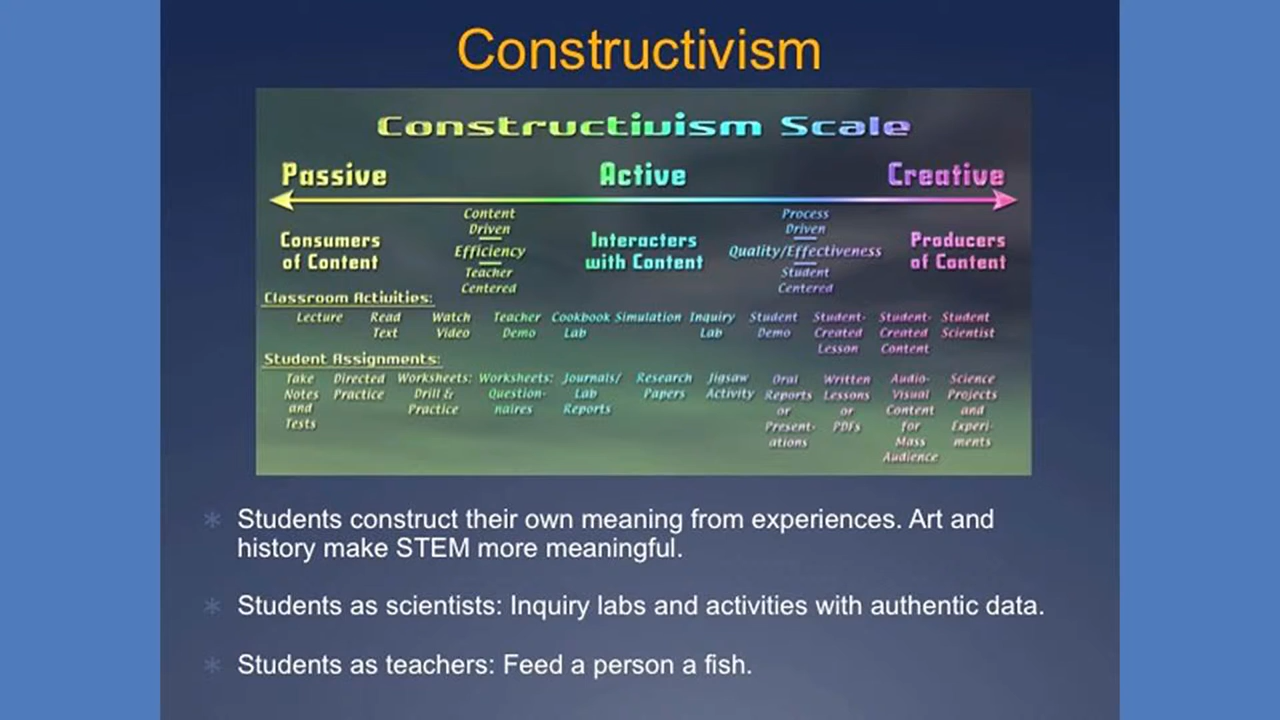 Constructivism
Constructivism Scale
Passive Active Creative
Content Process
Driven Driven
Consumers Efficiency Interacters Quality/Effectiveness Producers
of Content with Content of Content
Teacher Student
Centered Centered
Classroom Activities:
Lecture Read Watch Teacher Cookbook Simulation Inquiry Student Student- Student- Student
Text Video Demo Lab Lab Demo Created Created Scientist
Lesson Content
Student Assignments:
Take Directed Worksheets: Worksheets: Journals/ Research Jigsaw Oral Written Audio- Science
Notes Practice Drill & Question- Lab Papers Activity Reports Lessons Visual Projects
and Practice naires Reports or or Content and
Tests Present- PDFs for Experi-
ations Mass ments
Audience
Students construct their own meaning from experiences. Art and
history make STEM more meaningful.
Students as scientists: Inquiry labs and activities with authentic data.
Students as teachers: Feed a person a fish.